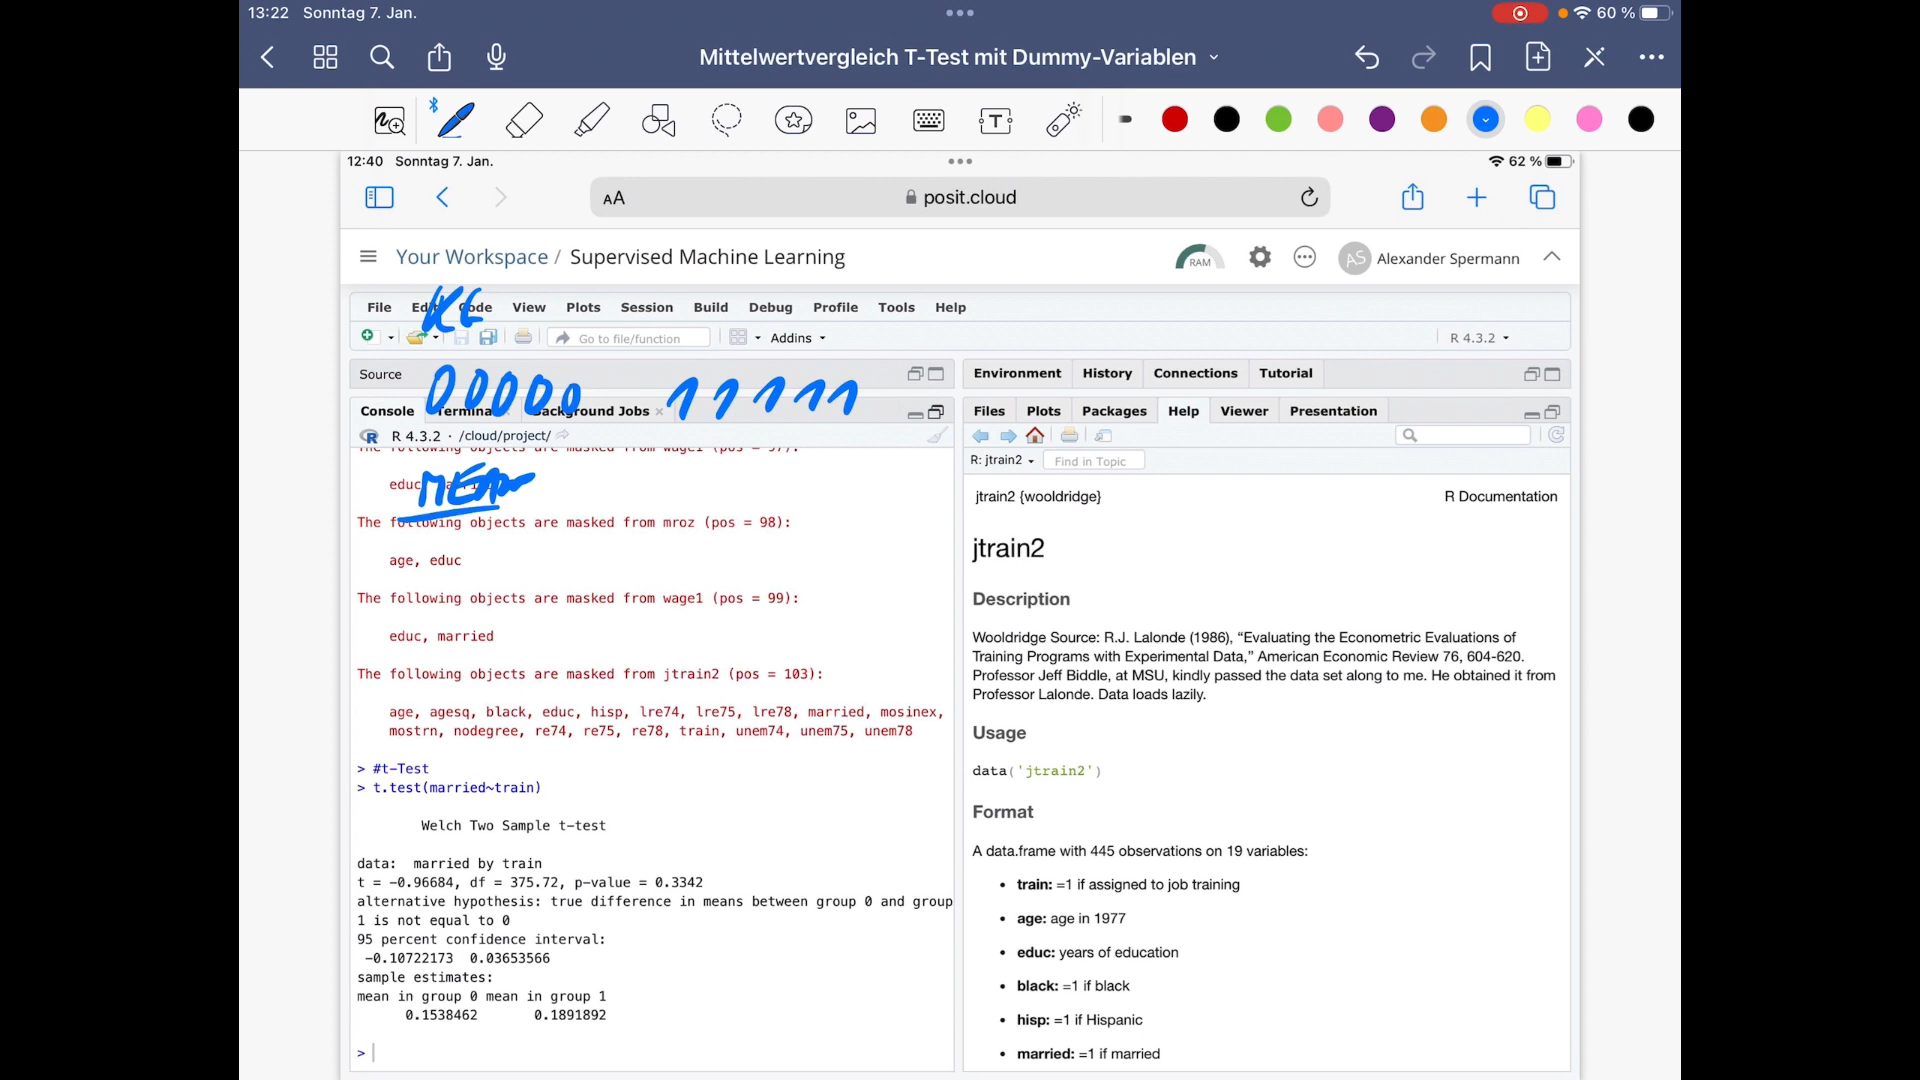 13:22 Sonntag 7. Jan. 60 %
Mittelwertvergleich T-Test mit Dummy-Variablen
12:40 Sonntag 7. Jan. 62 %
AA posit.cloud
Your Workspace / Supervised Machine Learning RAM AS Alexander Spermann
KG
File Edit Code View Plots Session Build Debug Profile Tools Help
Go to file/function Addins R 4.3.2
Source
00000 11111
Environment History Connections Tutorial
Console Terminal Background Jobs
Files Plots Packages Help Viewer Presentation
R 4.3.2 · /cloud/project/
The following objects are masked from wage1 (pos = 97):
educ, married
The following objects are masked from mroz (pos = 98):
age, educ
The following objects are masked from wage1 (pos = 99):
educ, married
The following objects are masked from jtrain2 (pos = 103):
age, agesq, black, educ, hisp, lre74, lre75, lre78, married, mosinex,
mostrn, nodegree, re74, re75, re78, train, unem74, unem75, unem78
> #t-Test
> t.test(married~train)
Welch Two Sample t-test
data: married by train
t = -0.96684, df = 375.72, p-value = 0.3342
alternative hypothesis: true difference in means between group 0 and group
1 is not equal to 0
95 percent confidence interval:
-0.10722173 0.03653566
sample estimates:
mean in group 0 mean in group 1
0.1538462 0.1891892
>
R: jtrain2 Find in Topic
jtrain2 {wooldridge} R Documentation
jtrain2
Description
Wooldridge Source: R.J. Lalonde (1986), “Evaluating the Econometric Evaluations of
Training Programs with Experimental Data,” American Economic Review 76, 604-620.
Professor Jeff Biddle, at MSU, kindly passed the data set along to me. He obtained it from
Professor Lalonde. Data loads lazily.
Usage
data('jtrain2')
Format
A data.frame with 445 observations on 19 variables:
• train: =1 if assigned to job training
• age: age in 1977
• educ: years of education
• black: =1 if black
• hisp: =1 if Hispanic
• married: =1 if married